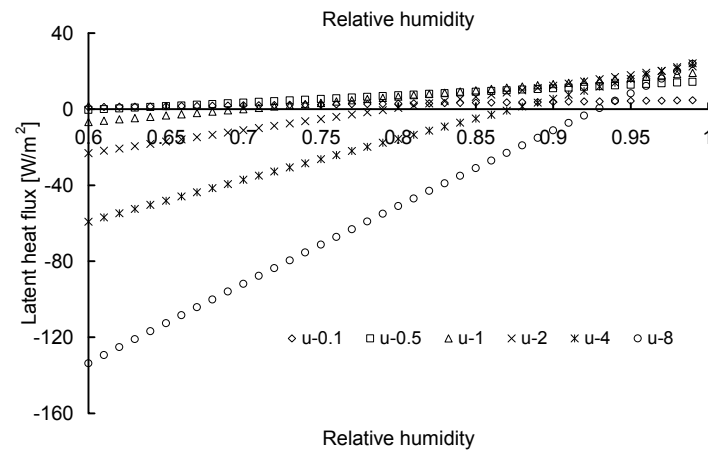 Relative humidity
40
0
0.6 0.65 0.7 0.75 0.8 0.85 0.9 0.95 1
-40
-80
-120
-160
Latent heat flux [W/m²]
u-0.1 u-0.5 u-1 u-2 u-4 u-8
Relative humidity